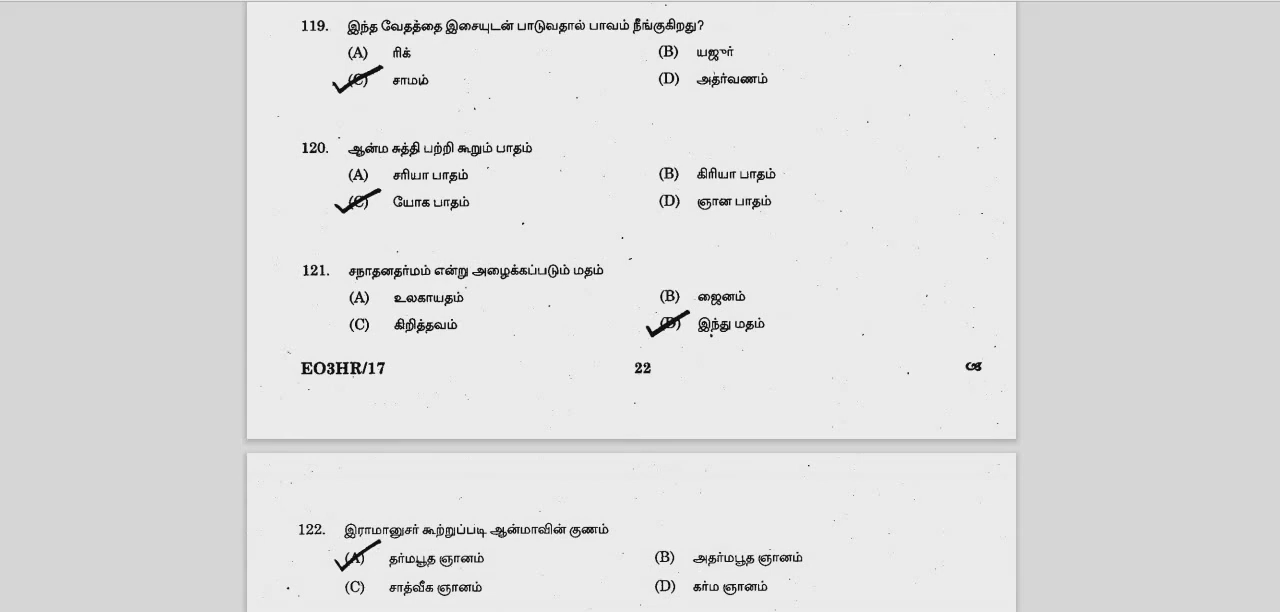 119. இந்த வேதத்தை இசையுடன் பாடுவதால் பாவம் நீங்குகிறது?
(A) ரிக் (B) யஜுர்
(C) சாமம் (D) அதர்வணம்
120. ஆன்ம சுத்தி பற்றி கூறும் பாதம்
(A) சரியா பாதம் (B) கிரியா பாதம்
(C) யோக பாதம் (D) ஞான பாதம்
121. சநாதனதர்மம் என்று அழைக்கப்படும் மதம்
(A) உலகாயதம் (B) ஜைனம்
(C) கிறித்தவம் (D) இந்து மதம்
EO3HR/17 22
122. இராமானுசர் கூற்றுப்படி ஆன்மாவின் குணம்
(A) தர்மபூத ஞானம் (B) அதர்மபூத ஞானம்
(C) சாத்வீக ஞானம் (D) கர்ம ஞானம்